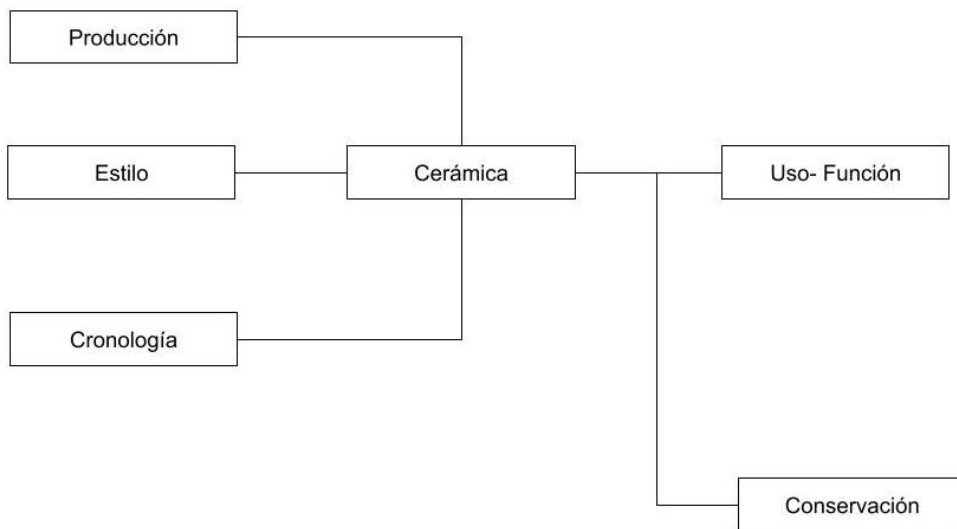 Producción
Estilo
Cerámica
Uso- Función
Cronología
Conservación